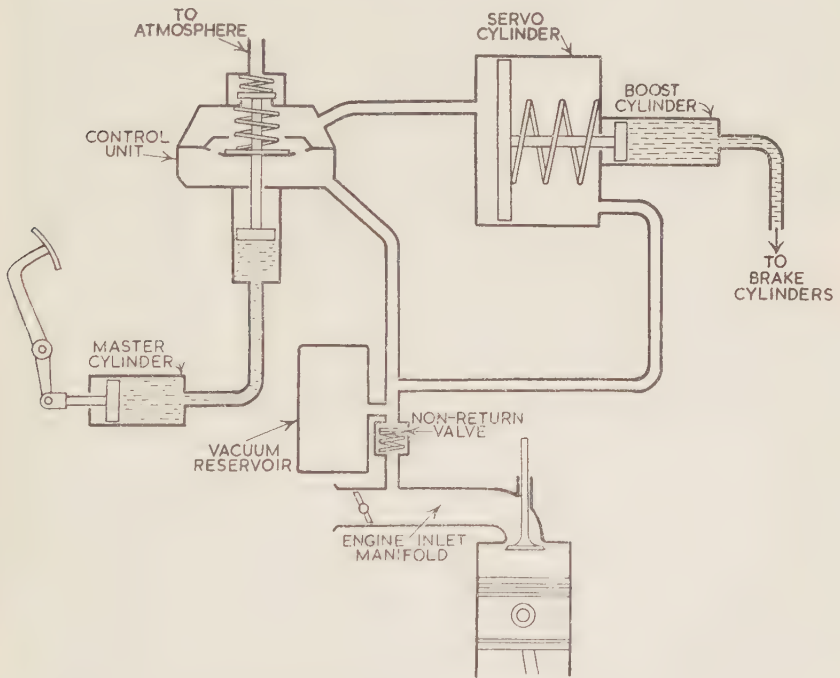 TO
ATMOSPHERE
SERVO
CYLINDER
BOOST
CYLINDER
CONTROL
UNIT
TO
BRAKE
CYLINDERS
MASTER
CYLINDER
NON-RETURN
VALVE
VACUUM
RESERVOIR
ENGINE INLET
MANIFOLD